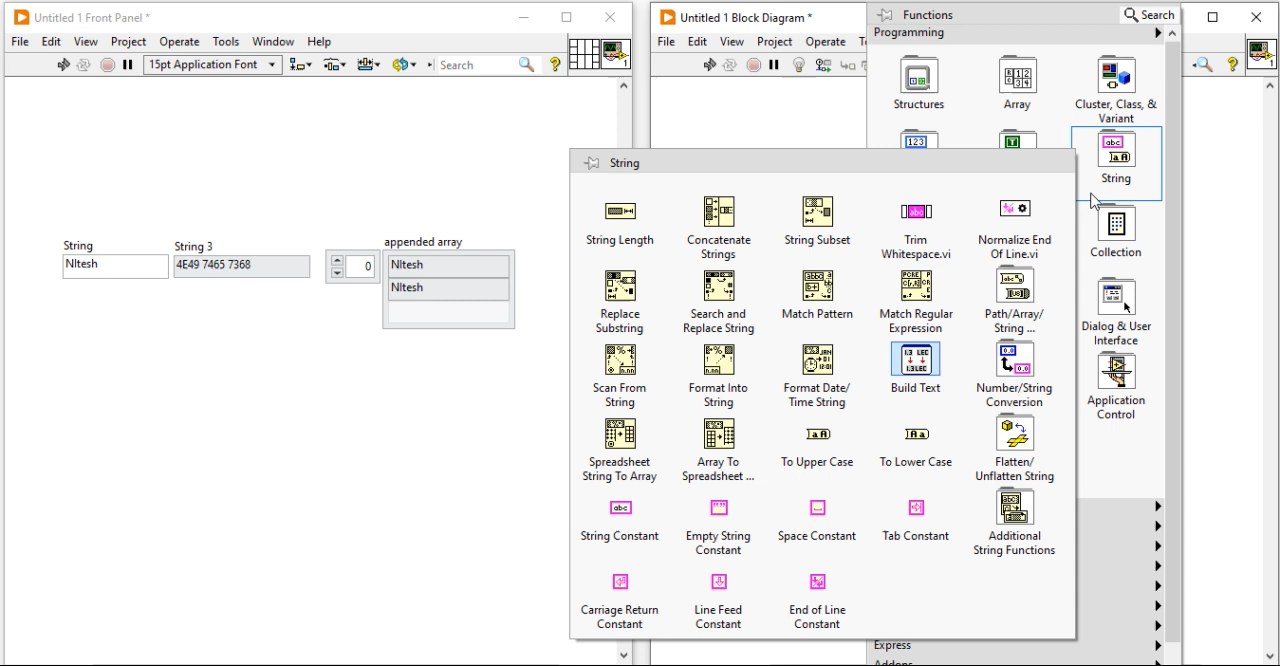 Untitled 1 Front Panel *
File Edit View Project Operate Tools Window Help
15pt Application Font
Search
String
NItesh
String 3
4E49 7465 7368
0
appended array
NItesh
NItesh
Untitled 1 Block Diagram *
File Edit View Project Operate
Functions
Search
Programming
Structures
Array
Cluster, Class, &
Variant
String
Collection
Dialog & User
Interface
Application
Control
String
String Length
Concatenate
Strings
String Subset
Trim
Whitespace.vi
Normalize End
Of Line.vi
Replace
Substring
Search and
Replace String
Match Pattern
Match Regular
Expression
Path/Array/
String ...
Scan From
String
Format Into
String
Format Date/
Time String
Build Text
Number/String
Conversion
Spreadsheet
String To Array
Array To
Spreadsheet ...
To Upper Case
To Lower Case
Flatten/
Unflatten String
String Constant
Empty String
Constant
Space Constant
Tab Constant
Additional
String Functions
Carriage Return
Constant
Line Feed
Constant
End of Line
Constant
Express